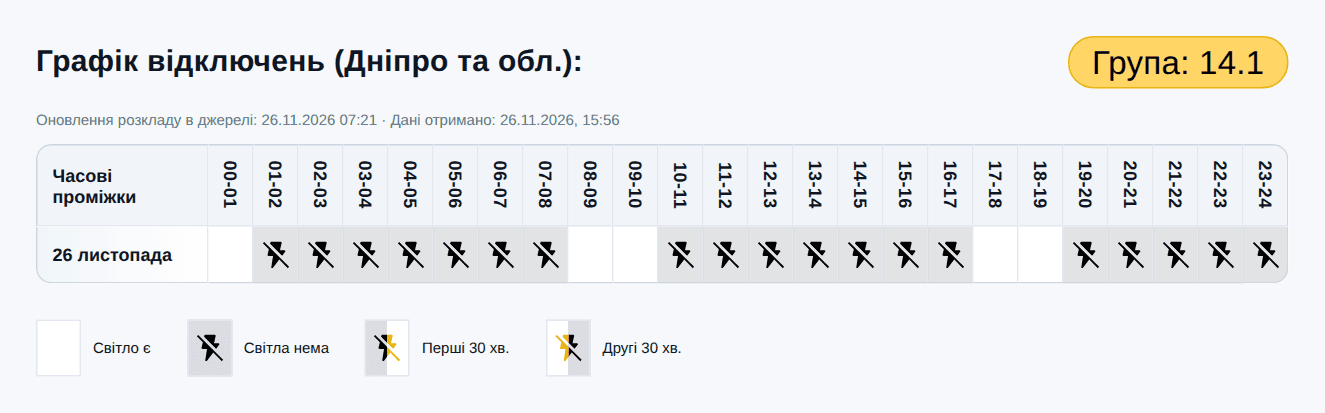 Графік відключень (Дніпро та обл.):
Група: 14.1
Оновлення розкладу в джерелі: 26.11.2026 07:21 · Дані отримано: 26.11.2026, 15:56
Часові
проміжки
00-01
01-02
02-03
03-04
04-05
05-06
06-07
07-08
08-09
09-10
10-11
11-12
12-13
13-14
14-15
15-16
16-17
17-18
18-19
19-20
20-21
21-22
22-23
23-24
26 листопада
Світло є
Світла нема
Перші 30 хв.
Другі 30 хв.